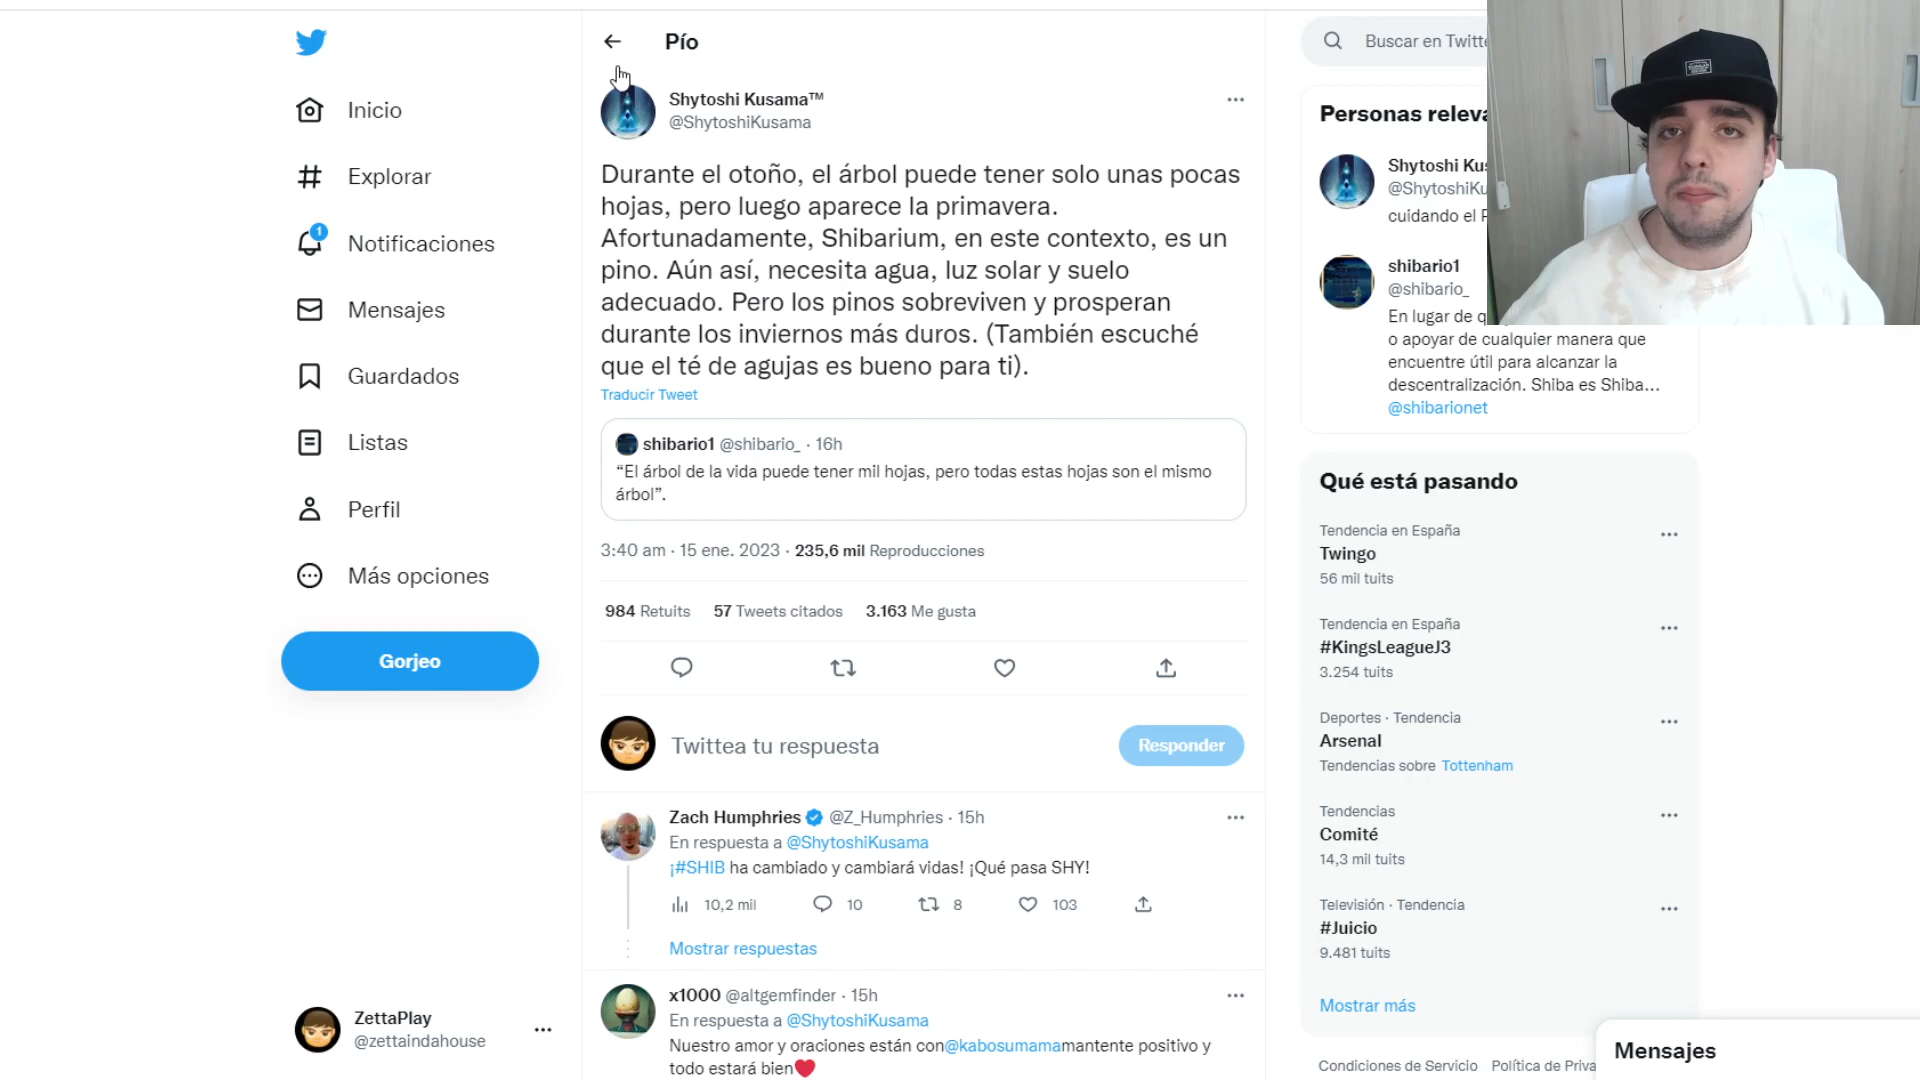 Inicio
Explorar
1
Notificaciones
Mensajes
Guardados
Listas
Perfil
Más opciones
Gorjeo
ZettaPlay
@zettaindahouse
Pío
Shytoshi Kusama™
@ShytoshiKusama
Durante el otoño, el árbol puede tener solo unas pocas
hojas, pero luego aparece la primavera.
Afortunadamente, Shibarium, en este contexto, es un
pino. Aún así, necesita agua, luz solar y suelo
adecuado. Pero los pinos sobreviven y prosperan
durante los inviernos más duros. (También escuché
que el té de agujas es bueno para ti).
Traducir Tweet
shibario1 @shibario_ · 16h
“El árbol de la vida puede tener mil hojas, pero todas estas hojas son el mismo
árbol”.
3:40 am · 15 ene. 2023 · 235,6 mil Reproducciones
984 Retuits 57 Tweets citados 3.163 Me gusta
Twittea tu respuesta
Responder
Zach Humphries @Z_Humphries · 15h
En respuesta a @ShytoshiKusama
¡#SHIB ha cambiado y cambiará vidas! ¡Qué pasa SHY!
10,2 mil 10 8 103
Mostrar respuestas
x1000 @altgemfinder · 15h
En respuesta a @ShytoshiKusama
Nuestro amor y oraciones están con@kabosumamamantente positivo y
todo estará bien❤️
Buscar en Twitte
Personas releva
Shytoshi Ku
@ShytoshiKu
cuidando el
shibario1
@shibario_
En lugar de q
o apoyar de cualquier manera que
encuentre útil para alcanzar la
descentralización. Shiba es Shiba...
@shibarionet
Qué está pasando
Tendencia en España
Twingo
56 mil tuits
Tendencia en España
#KingsLeagueJ3
3.254 tuits
Deportes · Tendencia
Arsenal
Tendencias sobre Tottenham
Tendencias
Comité
14,3 mil tuits
Televisión · Tendencia
#Juicio
9.481 tuits
Mostrar más
Condiciones de Servicio Política de Priva
Mensajes